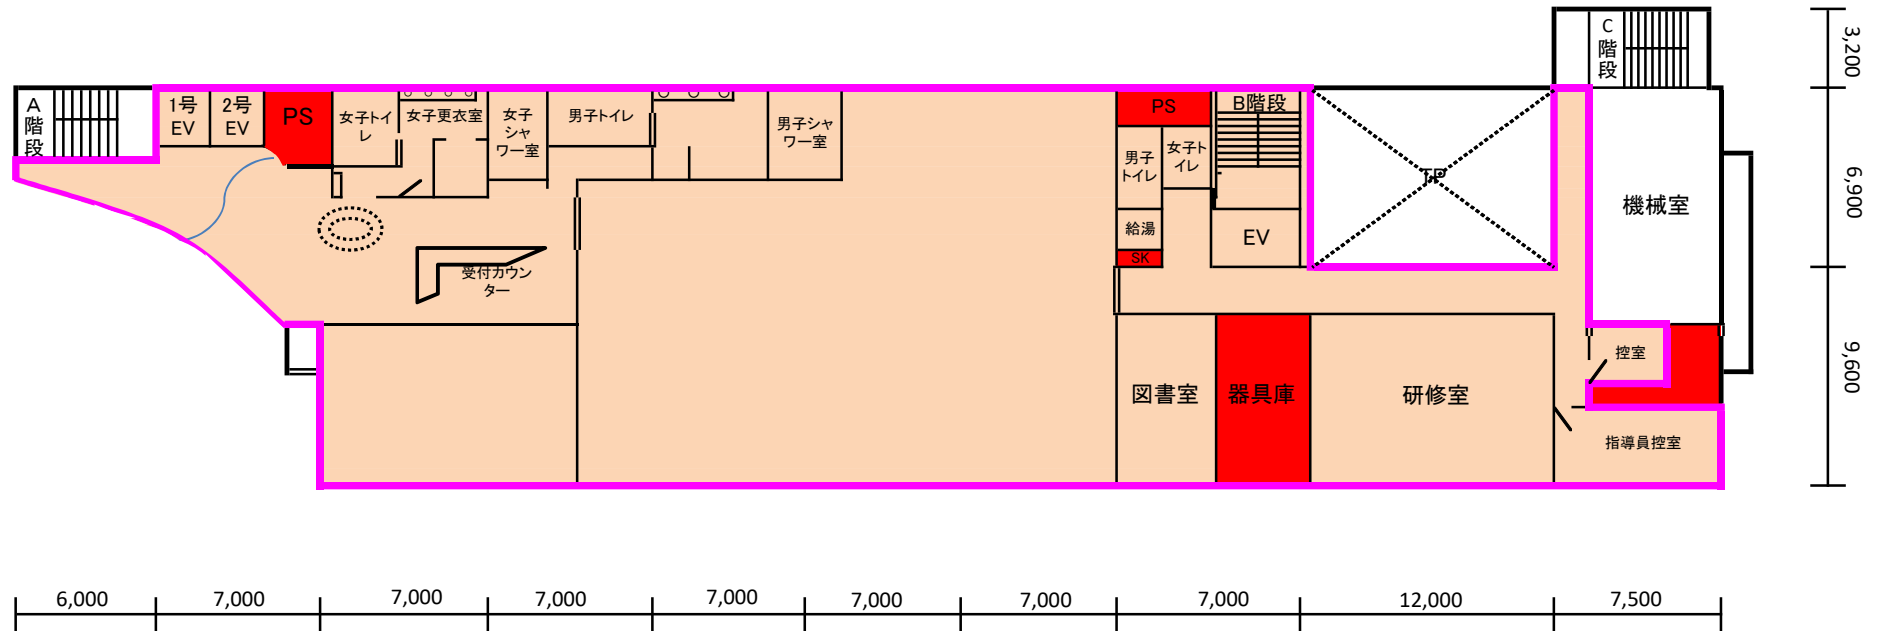 C
階
段
3,200
A
階
段
1号
EV
2号
EV
PS
女子トイ
レ
女子更衣室
女子
シャ
ワー室
男子トイレ
男子シャ
ワー室
PS
B階段
男子
トイレ
女子ト
イレ
EV
給湯
SK
機械室
6,900
受付カウン
ター
図書室
器具庫
研修室
控室
指導員控室
9,600
6,000
7,000
7,000
7,000
7,000
7,000
7,000
7,000
12,000
7,500